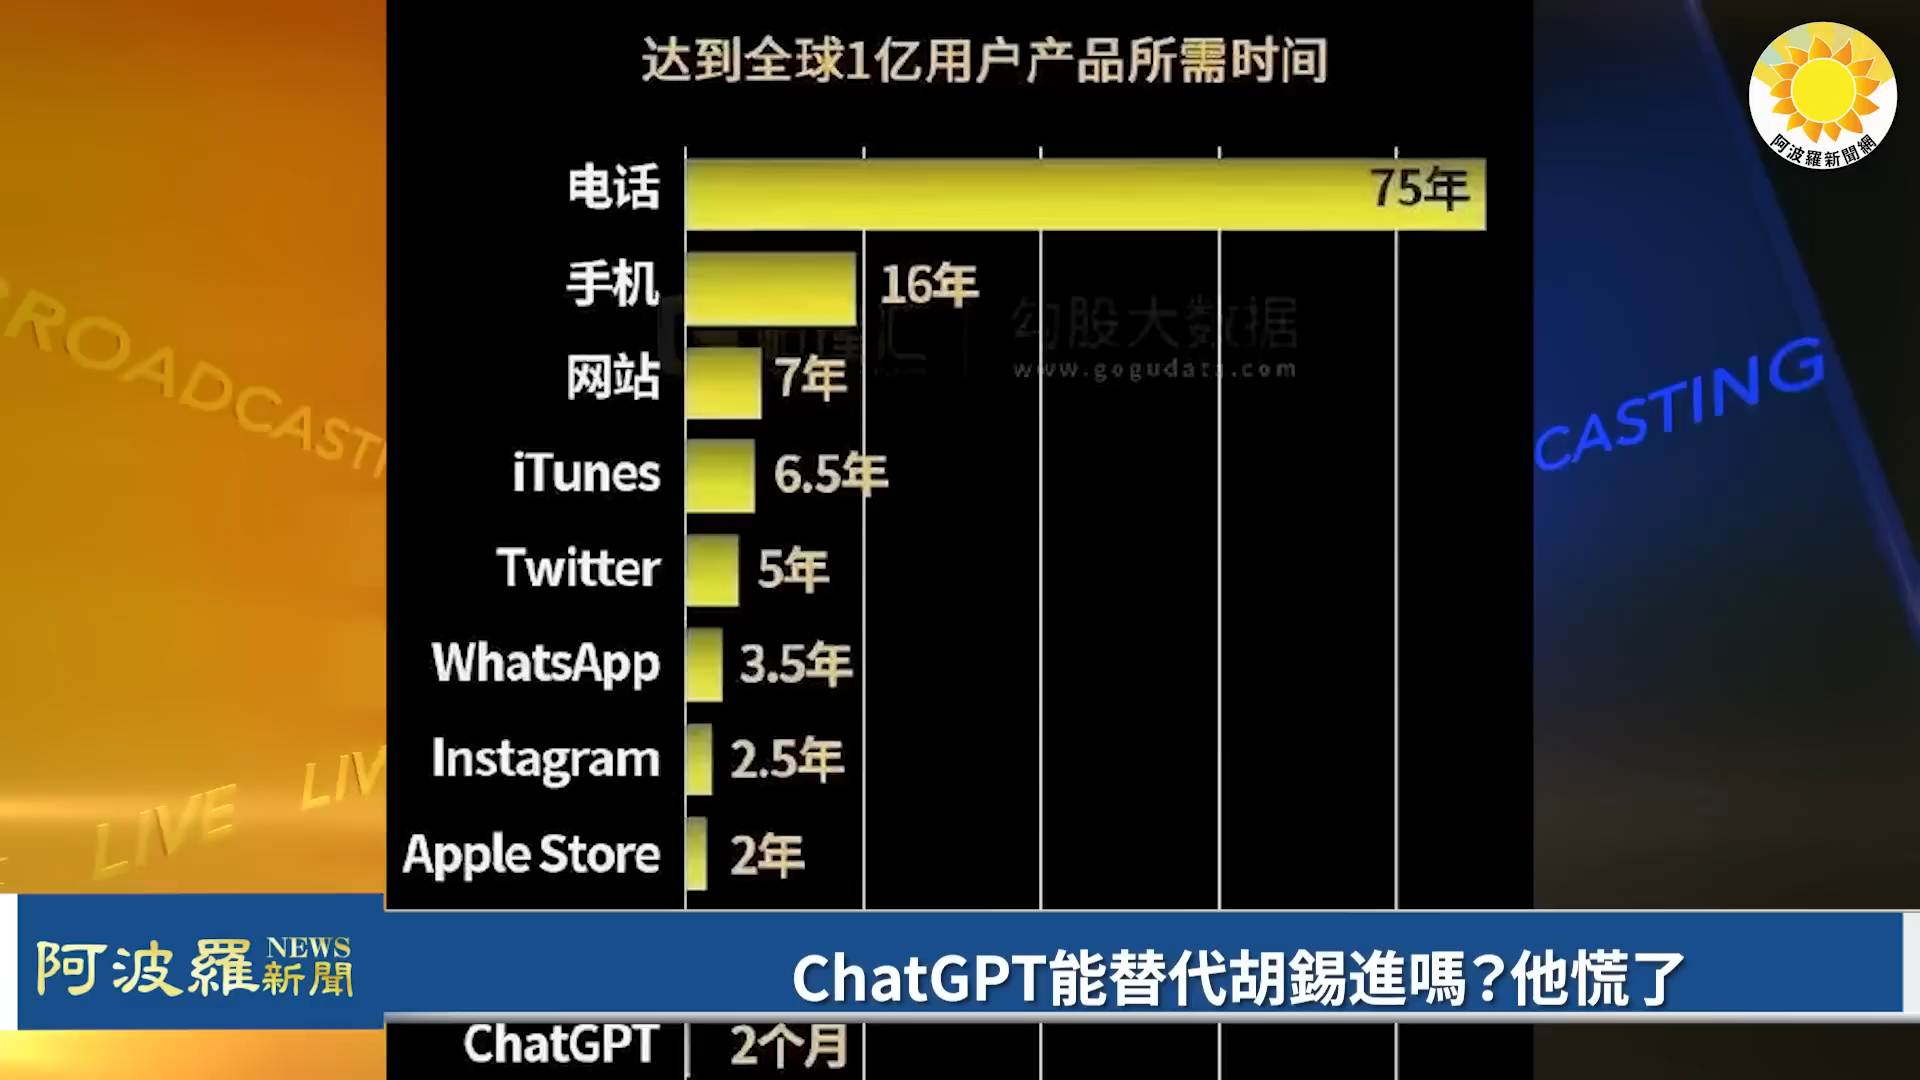 达到全球1亿用户产品所需时间
阿波羅新聞網
电话 75年
手机 16年
勾股大数据
www.gogudata.com
网站 7年
iTunes 6.5年
Twitter 5年
WhatsApp 3.5年
Instagram 2.5年
Apple Store 2年
BROADCASTI
CASTING
LIVE LIV
阿波羅 NEWS
新聞
ChatGPT能替代胡錫進嗎？他慌了
ChatGPT 2个月